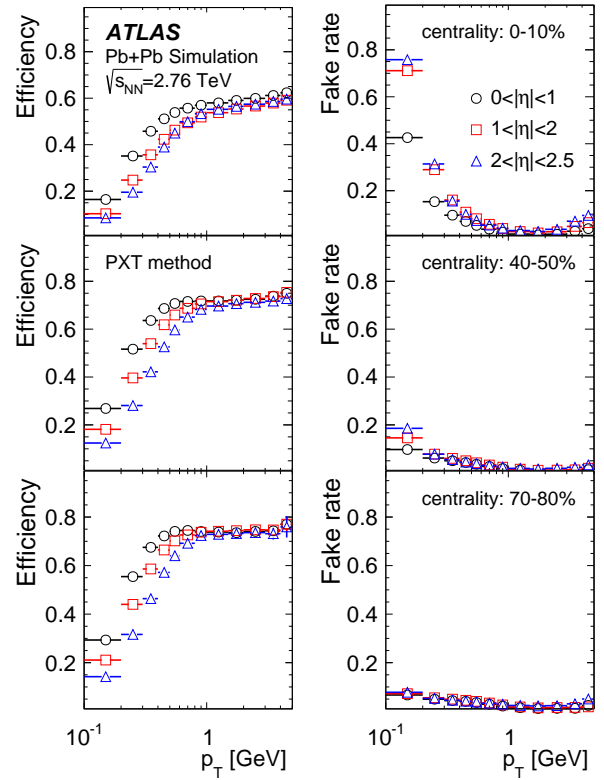 ATLAS
Pb+Pb Simulation
√sNN=2.76 TeV
Efficiency
0.8
0.6
0.4
0.2
Fake rate
0.8
0.6
0.4
0.2
centrality: 0-10%
0<|η|<1
1<|η|<2
2<|η|<2.5
PXT method
Efficiency
0.8
0.6
0.4
0.2
Fake rate
0.8
0.6
0.4
0.2
centrality: 40-50%
Efficiency
0.8
0.6
0.4
0.2
Fake rate
0.8
0.6
0.4
0.2
centrality: 70-80%
10-1
1
pT [GeV]
10-1
1
pT [GeV]